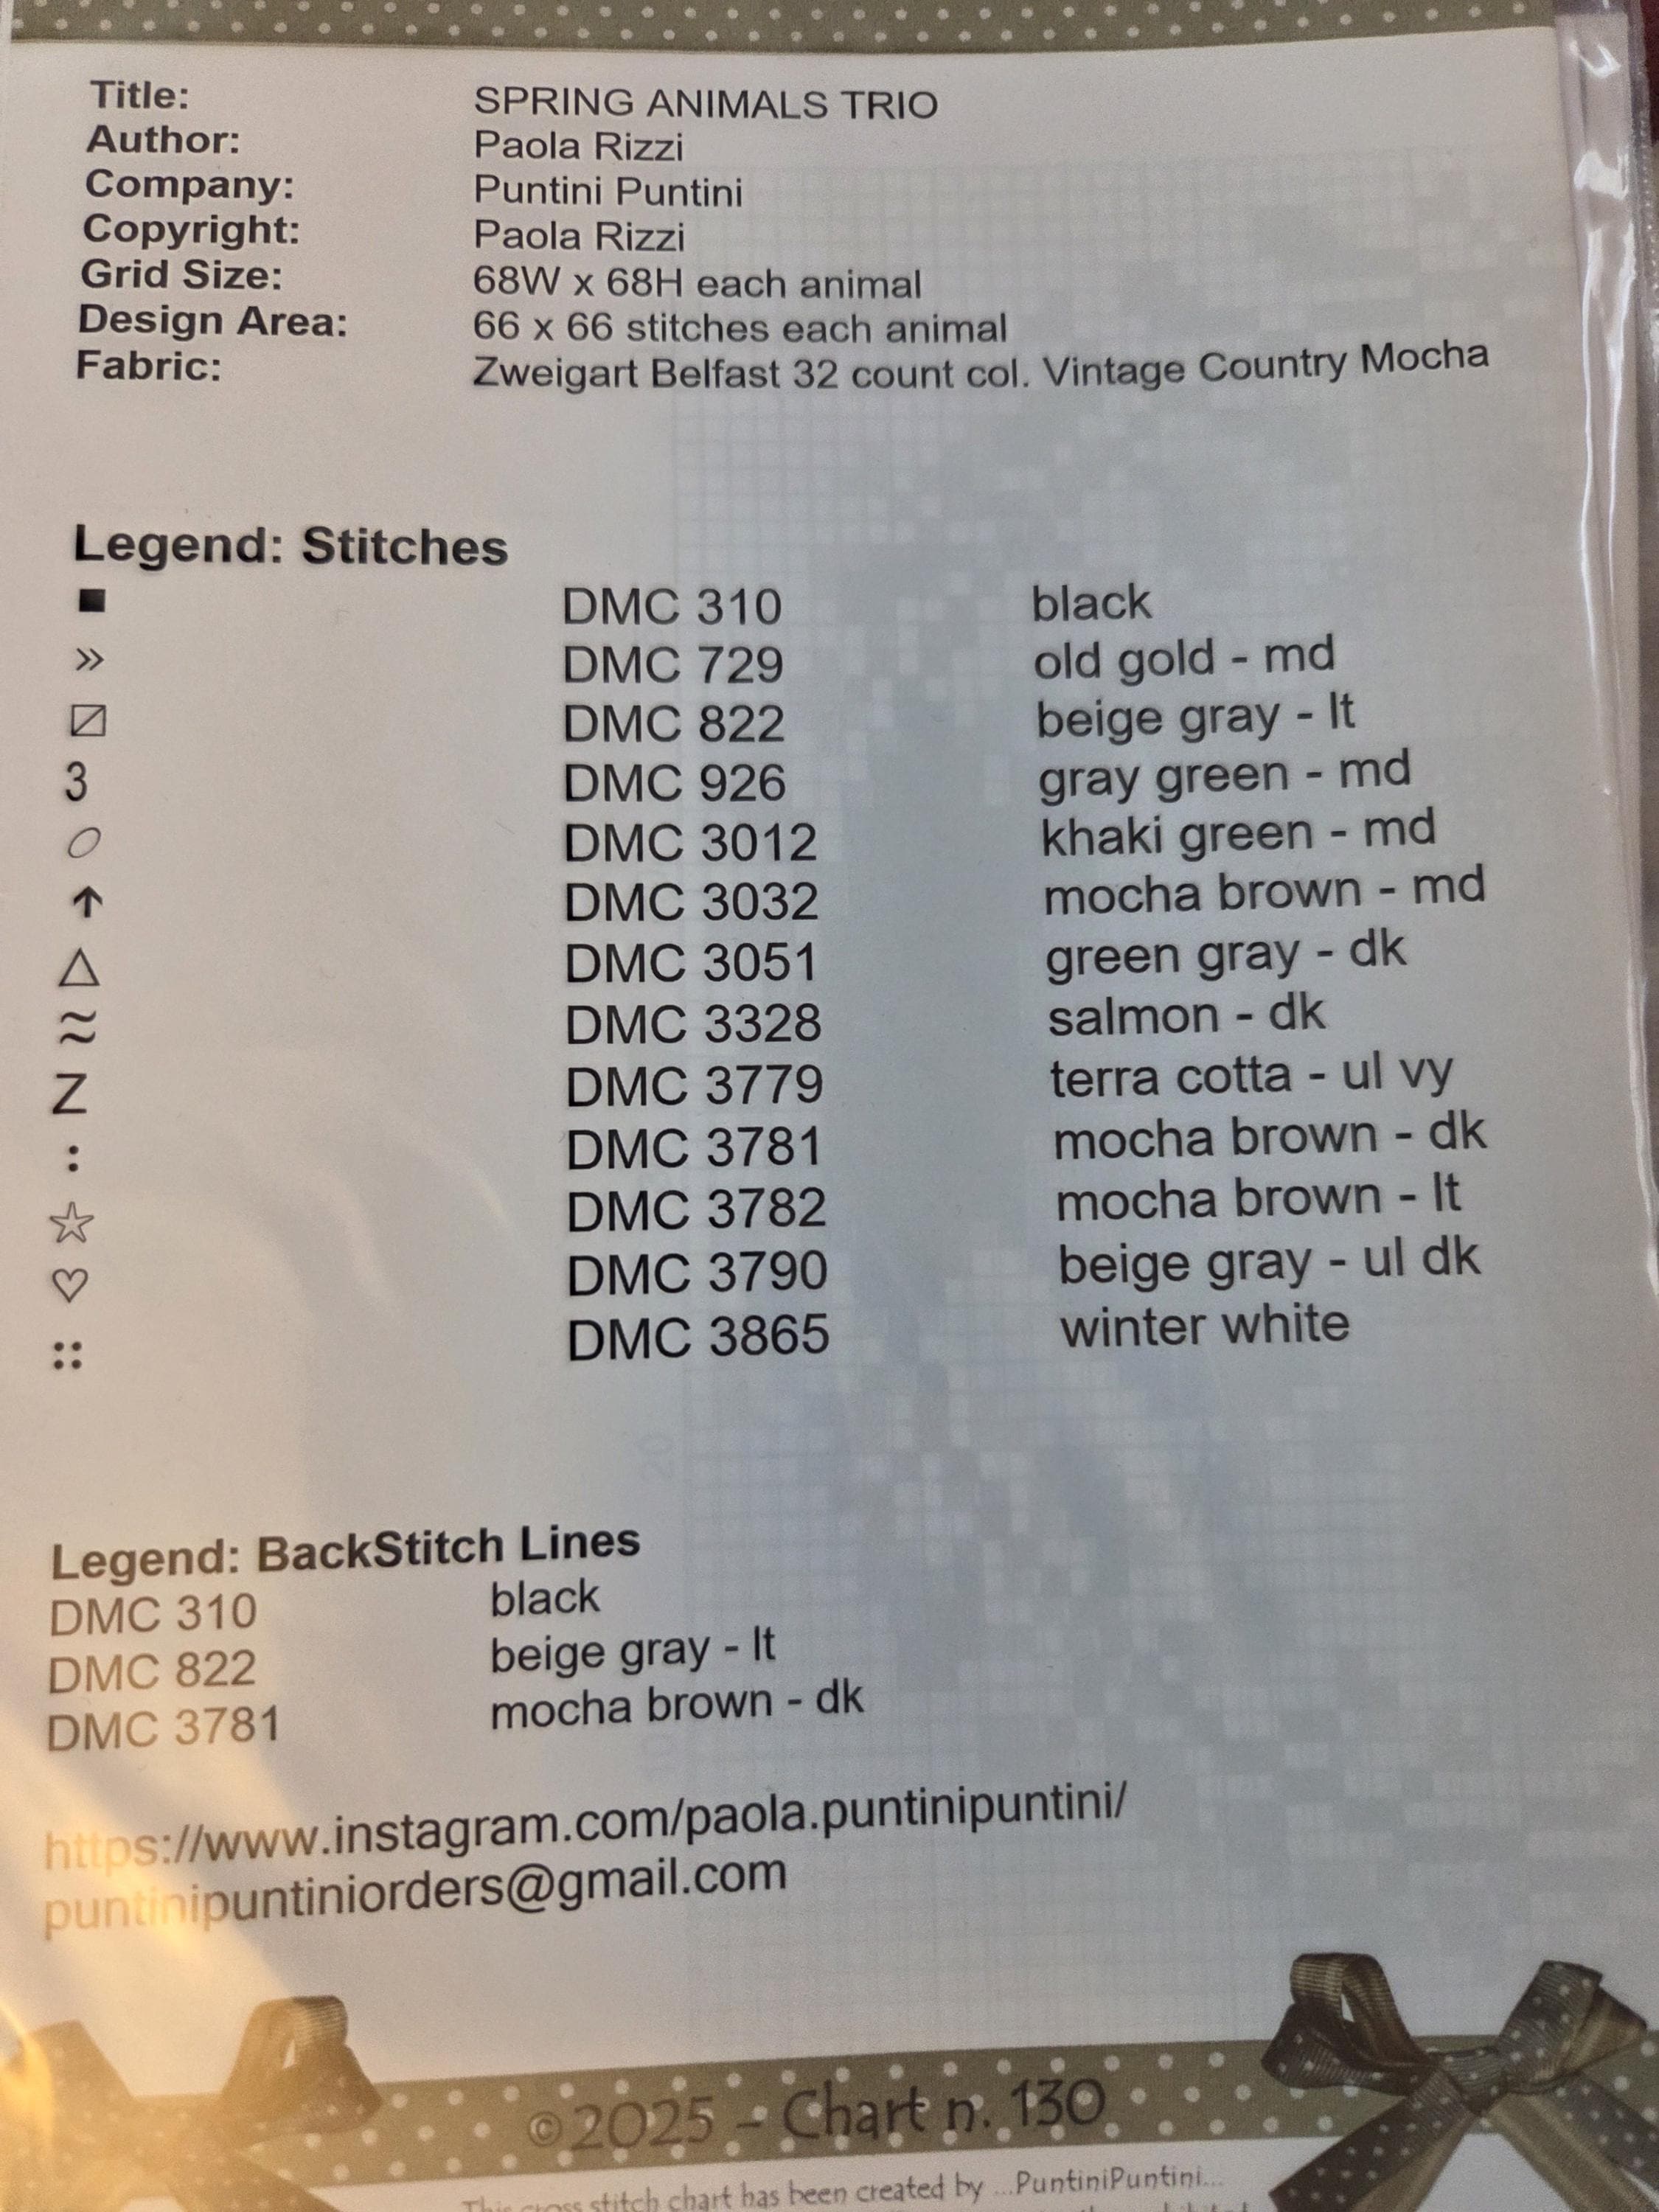 Title: SPRING ANIMALS TRIO
Author: Paola Rizzi
Company: Puntini Puntini
Copyright: Paola Rizzi
Grid Size: 68W x 68H each animal
Design Area: 66 x 66 stitches each animal
Fabric: Zweigart Belfast 32 count col. Vintage Country Mocha
Legend: Stitches
■ DMC 310 black
» DMC 729 old gold - md
⧄ DMC 822 beige gray - lt
3 DMC 926 gray green - md
⬭ DMC 3012 khaki green - md
↑ DMC 3032 mocha brown - md
△ DMC 3051 green gray - dk
≈ DMC 3328 salmon - dk
Z DMC 3779 terra cotta - ul vy
: DMC 3781 mocha brown - dk
☆ DMC 3782 mocha brown - lt
♡ DMC 3790 beige gray - ul dk
:: DMC 3865 winter white
Legend: BackStitch Lines
DMC 310 black
DMC 822 beige gray - lt
DMC 3781 mocha brown - dk
https://www.instagram.com/paola.puntinipuntini/
puntinipuntiniorders@gmail.com
©2025 - Chart n. 130
This cross stitch chart has been created by ...PuntiniPuntini...